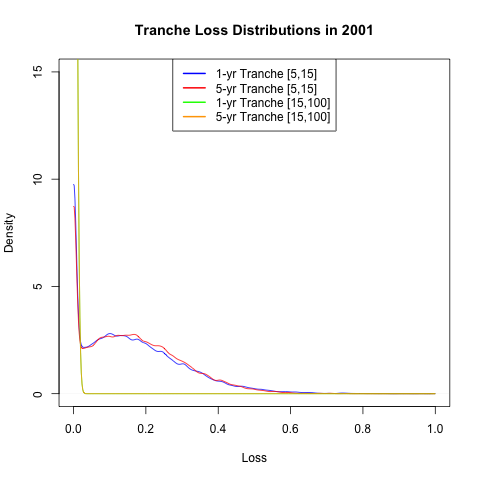 Tranche Loss Distributions in 2001
1-yr Tranche [5,15]
5-yr Tranche [5,15]
1-yr Tranche [15,100]
5-yr Tranche [15,100]
15
10
5
0
Density
0.0 0.2 0.4 0.6 0.8 1.0
Loss